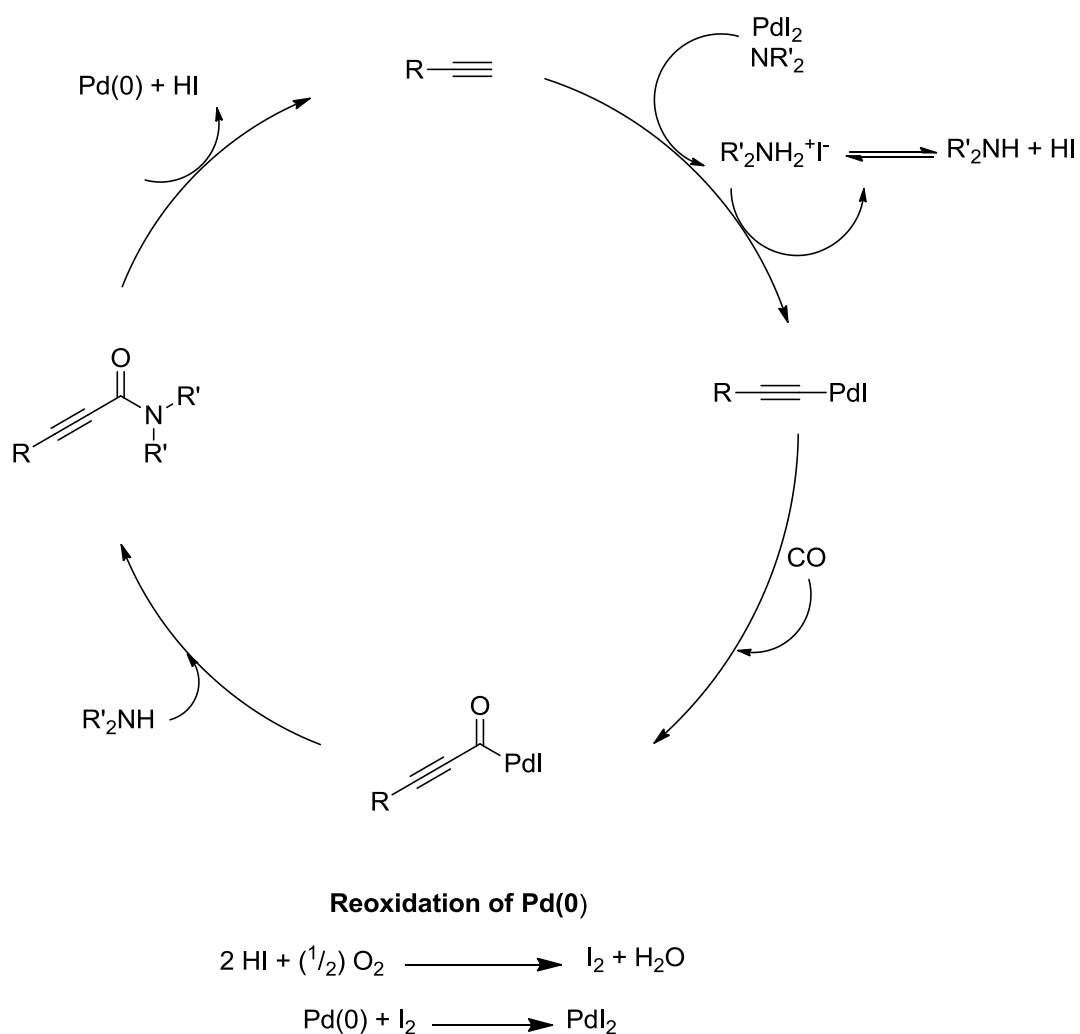 PdI2
NR'2
Pd(0) + HI
R
R'2NH2+I-
R'2NH + HI
O
R'
N
R'
R
R
PdI
CO
O
R'2NH
PdI
R
Reoxidation of Pd(0)
2 HI + (1/2) O2
I2 + H2O
Pd(0) + I2
PdI2